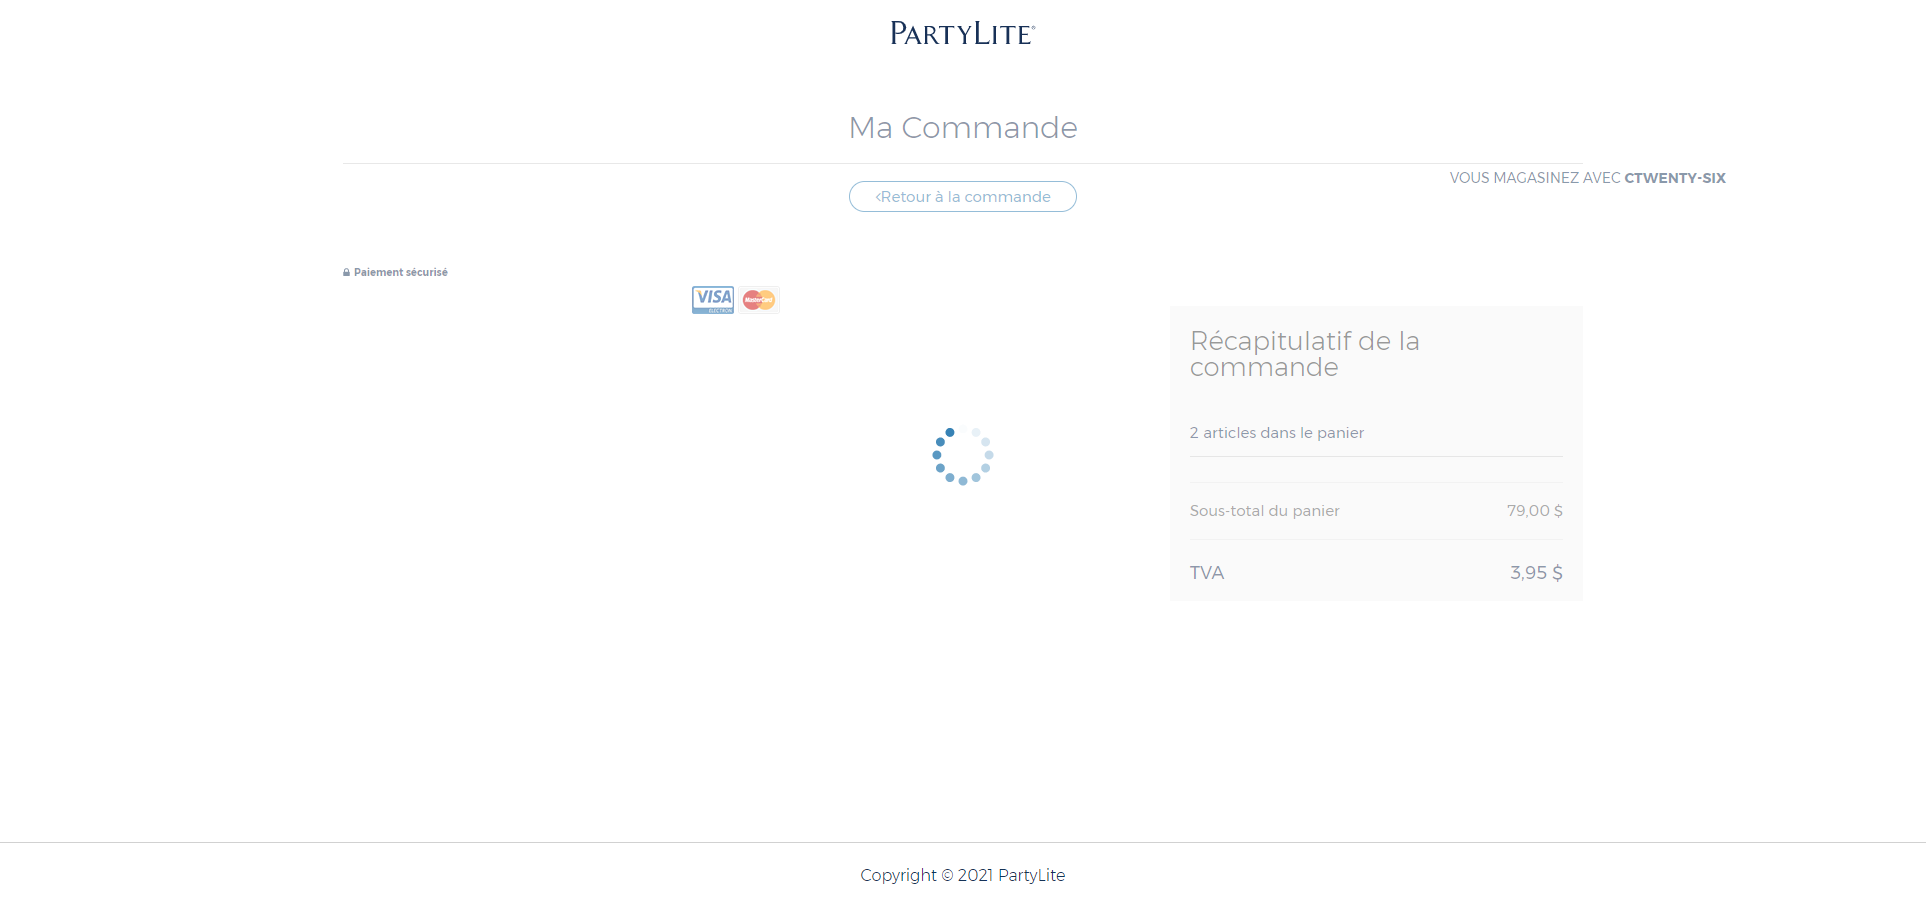 PARTYLITE®
Ma Commande
VOUS MAGASINEZ AVEC CTWENTY-SIX
‹Retour à la commande
Paiement sécurisé
VISA
ELECTRON
MasterCard
Récapitulatif de la
commande
2 articles dans le panier
Sous-total du panier 79,00 $
TVA 3,95 $
Copyright © 2021 PartyLite